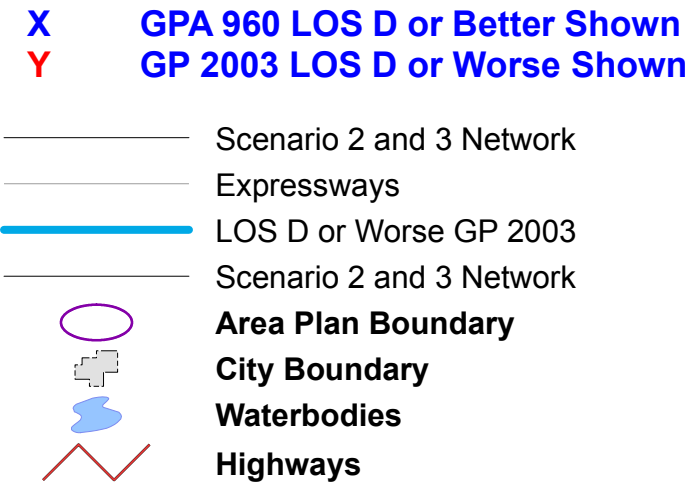 X GPA 960 LOS D or Better Shown
Y GP 2003 LOS D or Worse Shown
Scenario 2 and 3 Network
Expressways
LOS D or Worse GP 2003
Scenario 2 and 3 Network
Area Plan Boundary
City Boundary
Waterbodies
Highways